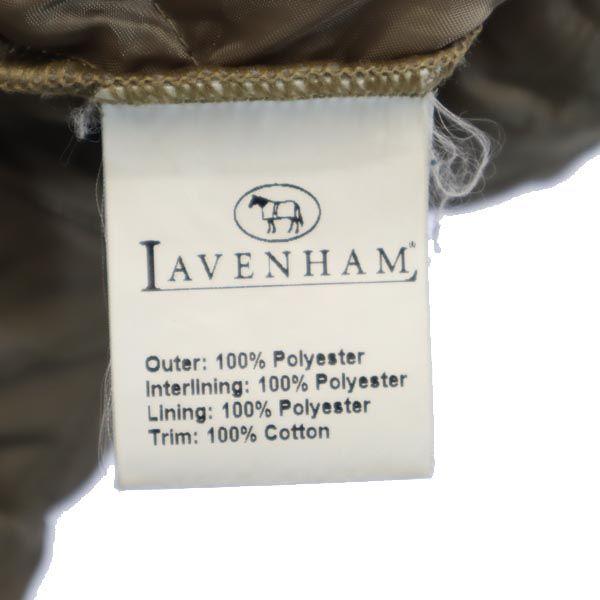 LAVENHAM®
Outer: 100% Polyester
Interlining: 100% Polyester
Lining: 100% Polyester
Trim: 100% Cotton